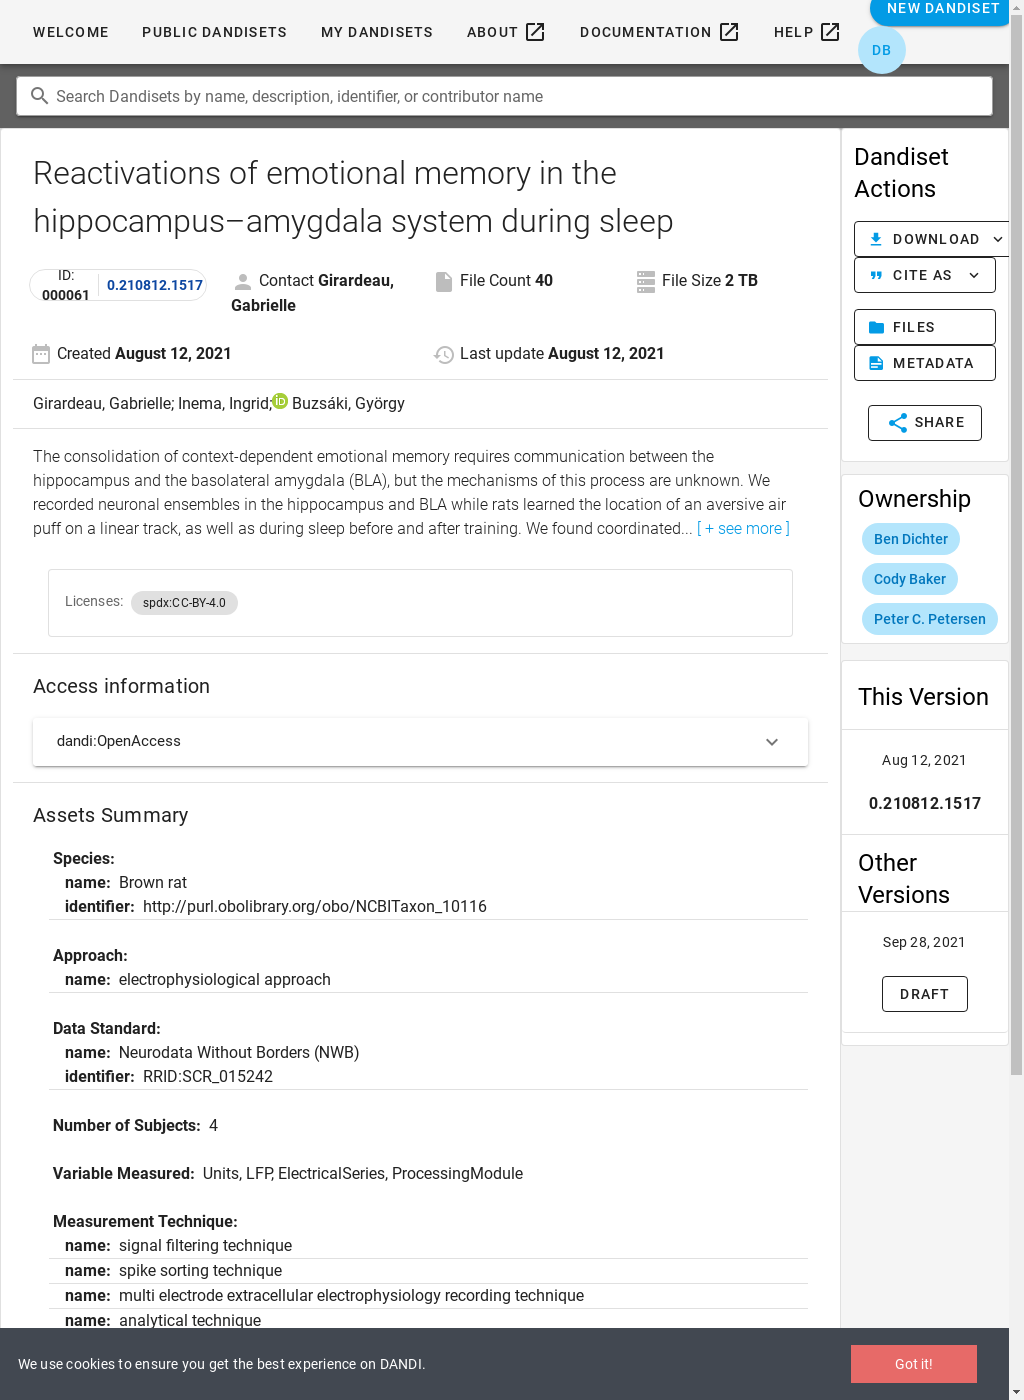 WELCOME PUBLIC DANDISETS MY DANDISETS ABOUT DOCUMENTATION HELP NEW DANDISET
DB
Search Dandisets by name, description, identifier, or contributor name
Reactivations of emotional memory in the
hippocampus–amygdala system during sleep
ID:
000061 0.210812.1517
Contact Girardeau,
Gabrielle
File Count 40
File Size 2 TB
Created August 12, 2021
Last update August 12, 2021
Girardeau, Gabrielle; Inema, Ingrid; iD Buzsáki, György
The consolidation of context-dependent emotional memory requires communication between the
hippocampus and the basolateral amygdala (BLA), but the mechanisms of this process are unknown. We
recorded neuronal ensembles in the hippocampus and BLA while rats learned the location of an aversive air
puff on a linear track, as well as during sleep before and after training. We found coordinated... [ + see more ]
Licenses: spdx:CC-BY-4.0
Access information
dandi:OpenAccess
Assets Summary
Species:
name: Brown rat
identifier: http://purl.obolibrary.org/obo/NCBITaxon_10116
Approach:
name: electrophysiological approach
Data Standard:
name: Neurodata Without Borders (NWB)
identifier: RRID:SCR_015242
Number of Subjects: 4
Variable Measured: Units, LFP, ElectricalSeries, ProcessingModule
Measurement Technique:
name: signal filtering technique
name: spike sorting technique
name: multi electrode extracellular electrophysiology recording technique
name: analytical technique
Dandiset
Actions
DOWNLOAD
CITE AS
FILES
METADATA
SHARE
Ownership
Ben Dichter
Cody Baker
Peter C. Petersen
This Version
Aug 12, 2021
0.210812.1517
Other
Versions
Sep 28, 2021
DRAFT
We use cookies to ensure you get the best experience on DANDI.
Got it!